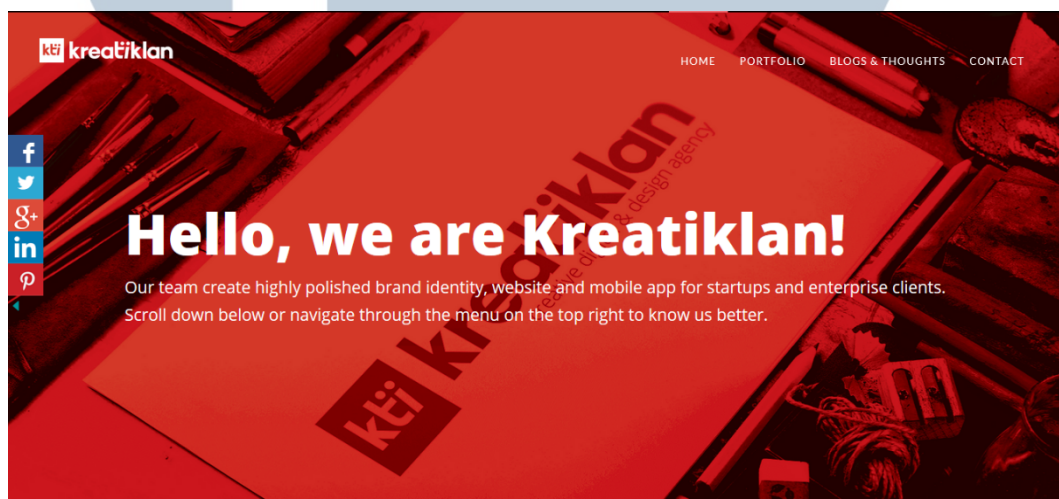 kti kreatiklan
HOME PORTFOLIO BLOGS & THOUGHTS CONTACT
f
g+
in
Hello, we are Kreatiklan!
Our team create highly polished brand identity, website and mobile app for startups and enterprise clients.
Scroll down below or navigate through the menu on the top right to know us better.
kti kreatiklan
creative digital & design agency